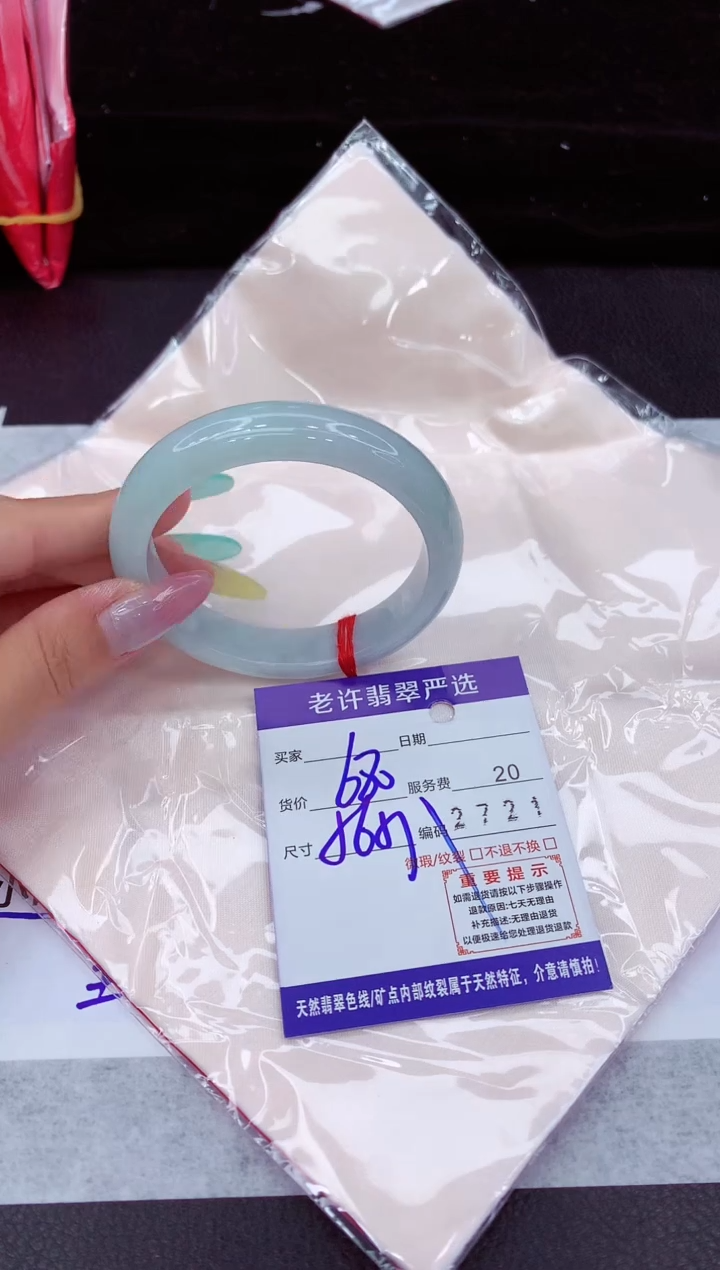 老许翡翠严选
买家 日期
货价 服务费 20
尺寸 编码 2721
微瑕/纹裂 □ 不退不换 □
重要提示
如需退货请按以下步骤操作
退款原因:七天无理由
补充描述:无理由退货
以便极速给您处理退货退款
天然翡翠色线/矿点内部纹裂属于天然特征，介意请慎拍!